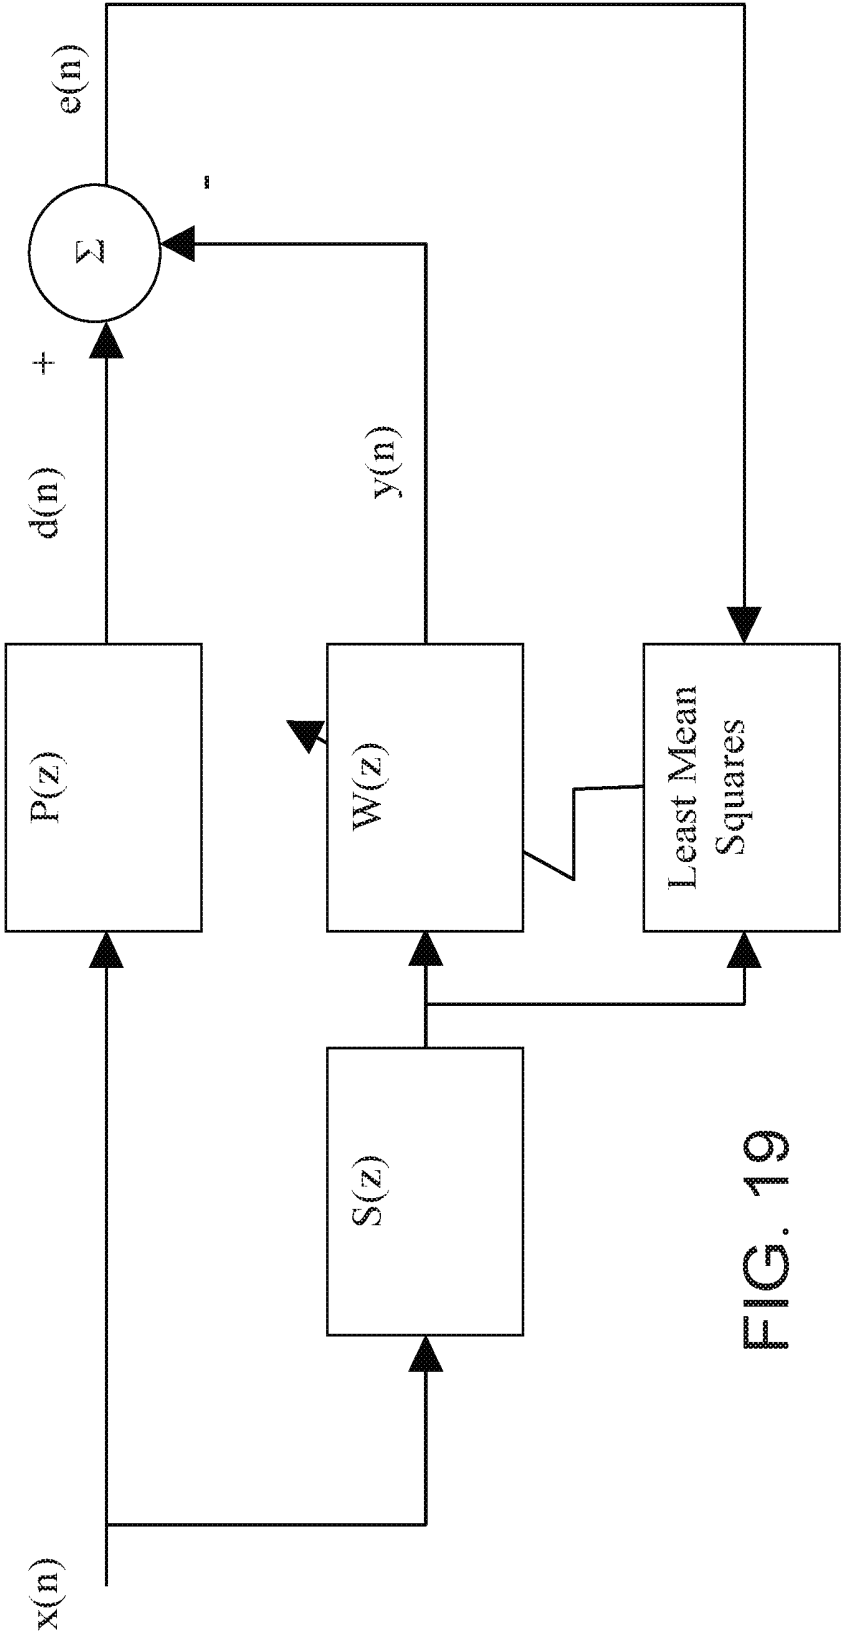 x(n)
P(z)
d(n)
+
Σ
-
e(n)
S(z)
W(z)
y(n)
Least Mean
Squares
FIG. 19